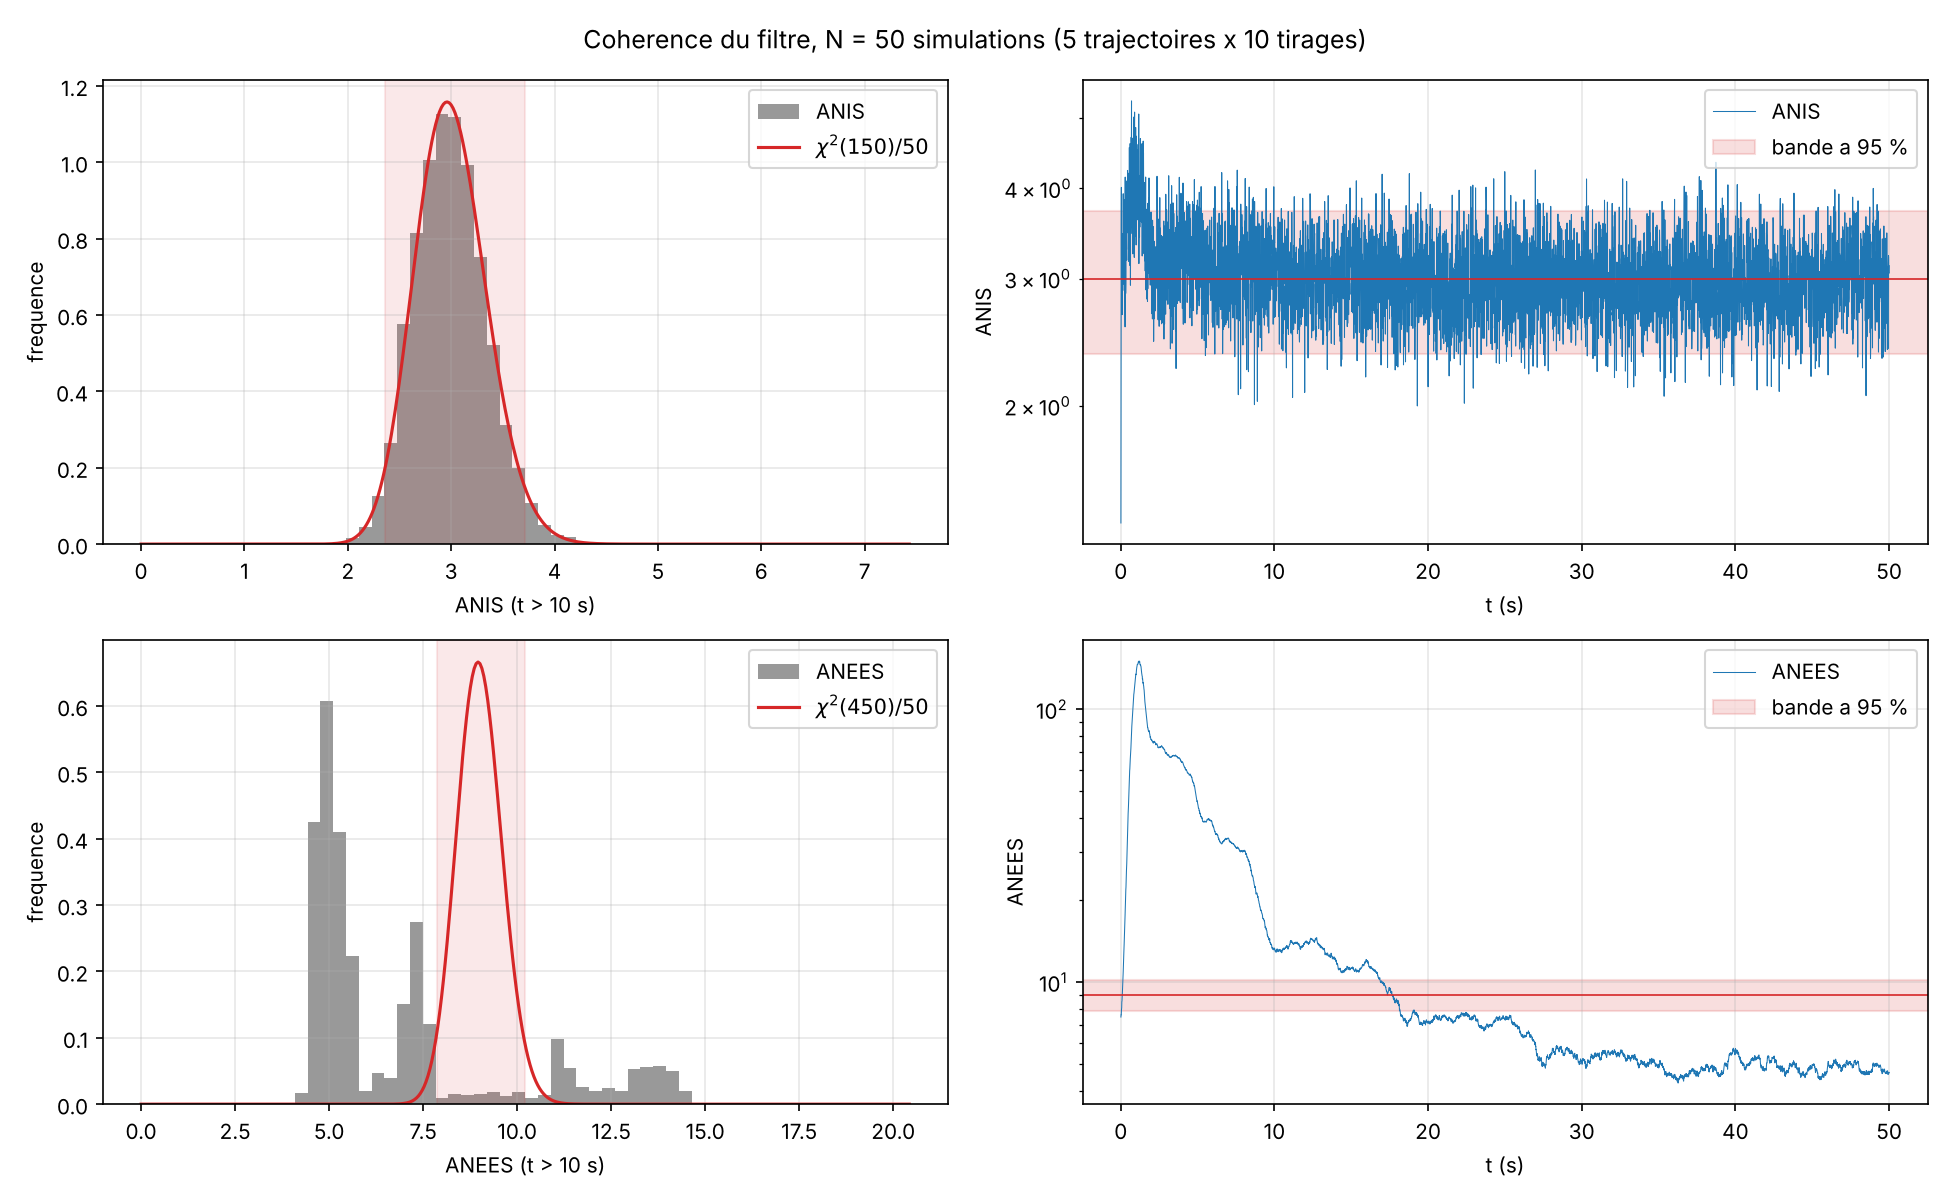 Coherence du filtre, N = 50 simulations (5 trajectoires x 10 tirages)
1.2
1.0
0.8
0.6
0.4
0.2
0.0
frequence
0 1 2 3 4 5 6 7
ANIS (t > 10 s)
ANIS
χ²(150)/50
4 × 10⁰
3 × 10⁰
2 × 10⁰
ANIS
0 10 20 30 40 50
t (s)
ANIS
bande a 95 %
0.6
0.5
0.4
0.3
0.2
0.1
0.0
frequence
0.0 2.5 5.0 7.5 10.0 12.5 15.0 17.5 20.0
ANEES (t > 10 s)
ANEES
χ²(450)/50
10²
10¹
ANEES
0 10 20 30 40 50
t (s)
ANEES
bande a 95 %